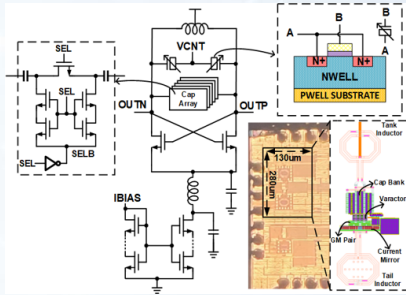 SEL
SEL
SELB
SEL
VCNT
Cap
Array
OUTN
OUTP
IBIAS
A
B
N+
N+
NWELL
PWELL SUBSTRATE
B
A
130um
280um
Tank
Inductor
Cap Bank
Varactor
GM Pair
Current
Mirror
Tail
Inductor